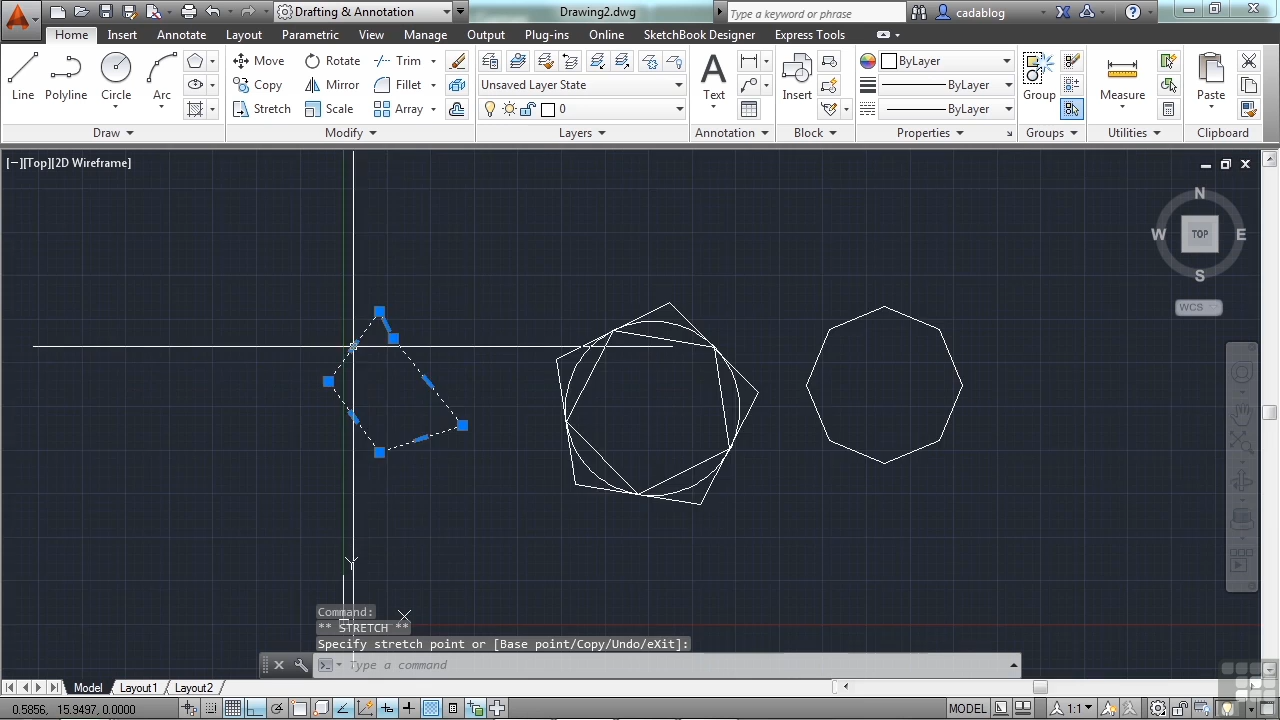 Drafting & Annotation
Drawing2.dwg
Type a keyword or phrase
cadablog
Home Insert Annotate Layout Parametric View Manage Output Plug-ins Online SketchBook Designer Express Tools
Line Polyline Circle Arc
Move Rotate Trim
Copy Mirror Fillet
Stretch Scale Array
Unsaved Layer State
0
Text
Insert
ByLayer
ByLayer
ByLayer
Group
Measure
Paste
Draw Modify Layers Annotation Block Properties Groups Utilities Clipboard
[−][Top][2D Wireframe]
N
W TOP E
S
WCS
Y
Command:
** STRETCH **
Specify stretch point or [Base point/Copy/Undo/eXit]:
Type a command
Model Layout1 Layout2
0.5856, 15.9497, 0.0000
MODEL
1:1